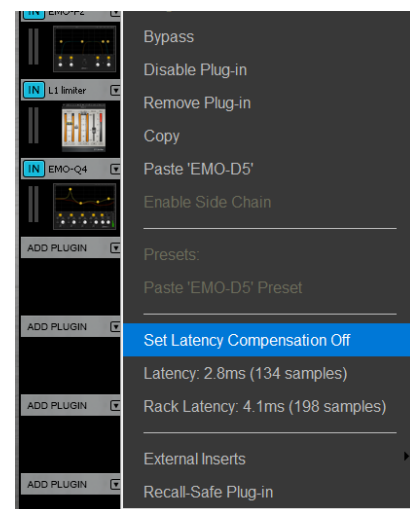 IN EMO-F2
IN L1 limiter
IN EMO-Q4
ADD PLUGIN
ADD PLUGIN
ADD PLUGIN
ADD PLUGIN
Bypass
Disable Plug-in
Remove Plug-in
Copy
Paste 'EMO-D5'
Enable Side Chain
Presets:
Paste 'EMO-D5' Preset
Set Latency Compensation Off
Latency: 2.8ms (134 samples)
Rack Latency: 4.1ms (198 samples)
External Inserts
Recall-Safe Plug-in